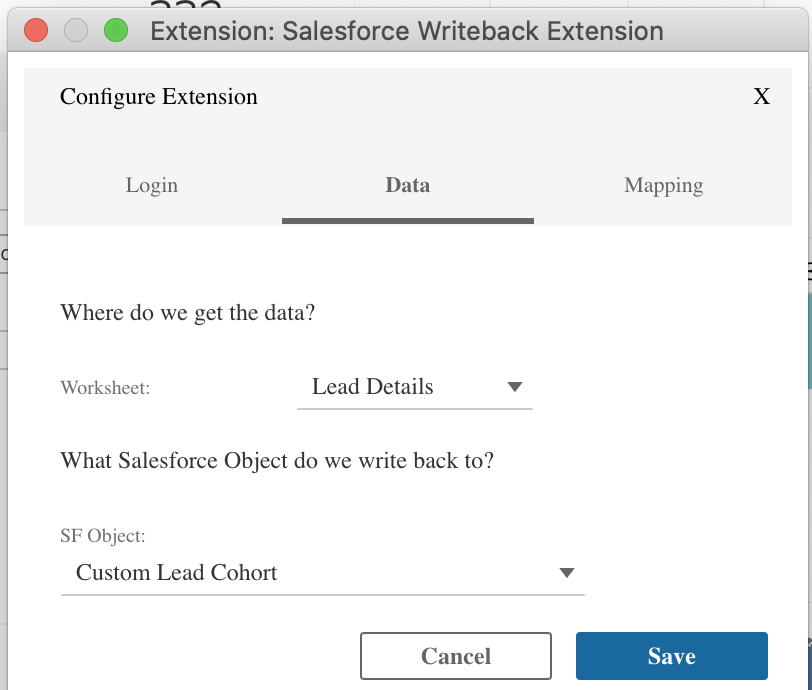 Extension: Salesforce Writeback Extension
Configure Extension X
Login Data Mapping
Where do we get the data?
Worksheet: Lead Details
What Salesforce Object do we write back to?
SF Object:
Custom Lead Cohort
Cancel Save